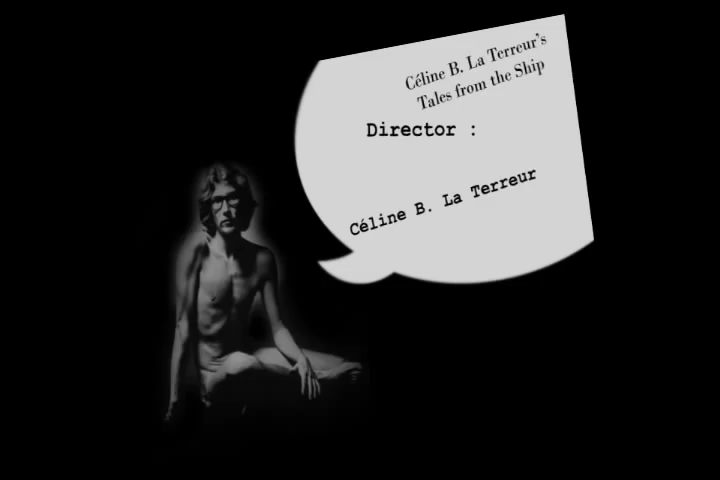 Céline B. La Terreur's
Tales from the Ship
Director :
Céline B. La Terreur